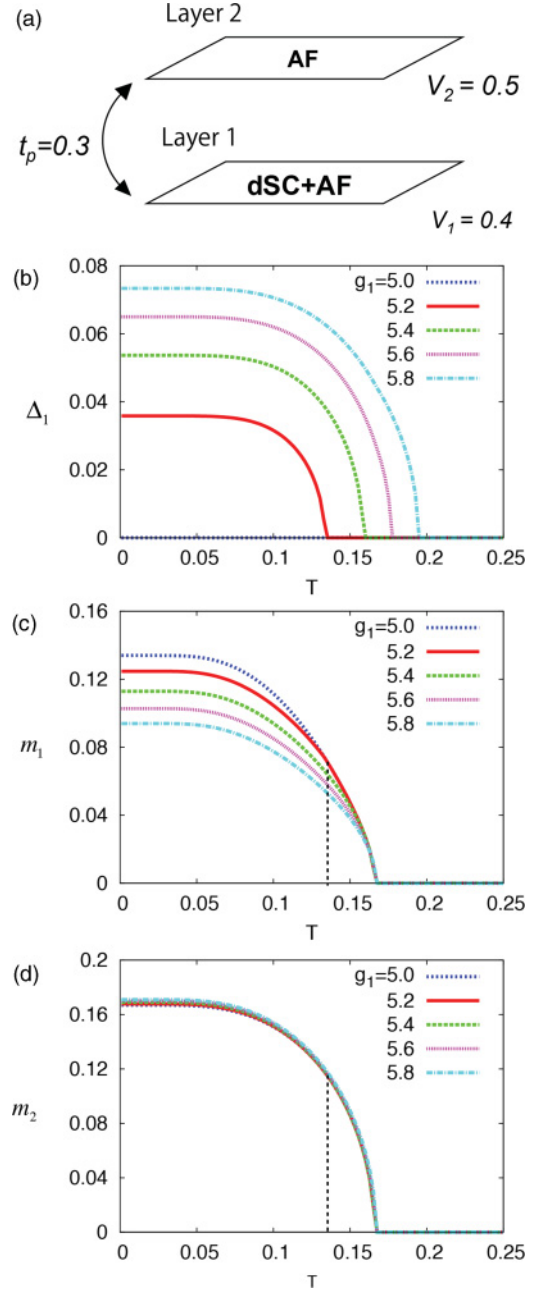 (a)
Layer 2
AF
V₂ = 0.5
tₚ=0.3
Layer 1
dSC+AF
V₁ = 0.4
(b)
0.08
0.06
0.04
0.02
0
Δ₁
g₁=5.0
5.2
5.4
5.6
5.8
0 0.05 0.1 0.15 0.2 0.25
T
(c)
0.16
0.12
0.08
0.04
0
m₁
g₁=5.0
5.2
5.4
5.6
5.8
0 0.05 0.1 0.15 0.2 0.25
T
(d)
0.2
0.16
0.12
0.08
0.04
0
m₂
g₁=5.0
5.2
5.4
5.6
5.8
0 0.05 0.1 0.15 0.2 0.25
T